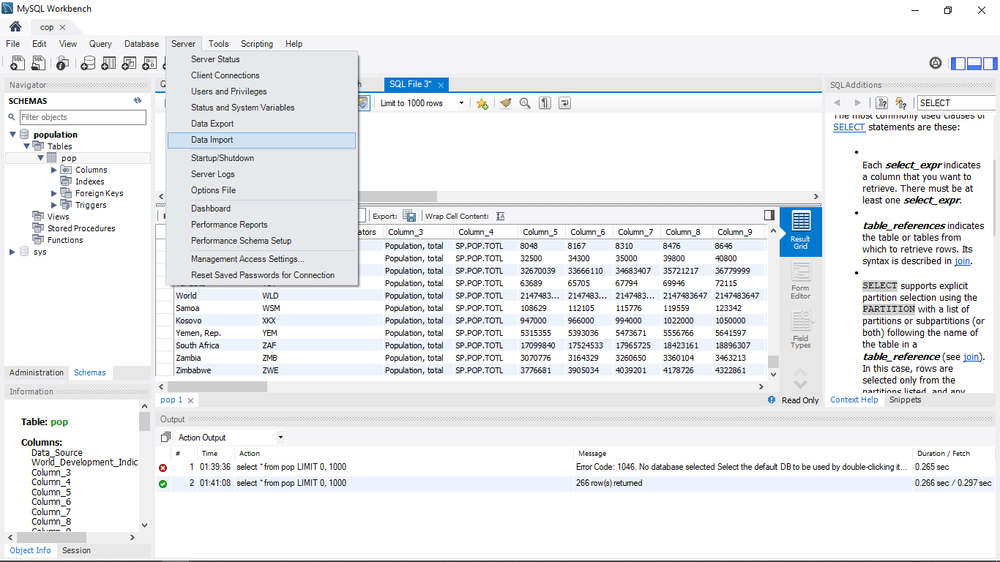 MySQL Workbench
cop
File Edit View Query Database Server Tools Scripting Help
Server Status
Client Connections
Users and Privileges
Status and System Variables
Data Export
Data Import
Startup/Shutdown
Server Logs
Options File
Dashboard
Performance Reports
Performance Schema Setup
Management Access Settings...
Reset Saved Passwords for Connection
Navigator
SCHEMAS
Filter objects
population
Tables
pop
Columns
Indexes
Foreign Keys
Triggers
Views
Stored Procedures
Functions
sys
Administration Schemas
Information
Table: pop
Columns:
Data_Source
World_Development_Indic
Column_3
Column_4
Column_5
Column_6
Column_7
Column_8
Column_9
Object Info Session
SQL File 3*
Limit to 1000 rows
Export: Wrap Cell Content:
ators Column_3 Column_4 Column_5 Column_6 Column_7 Column_8 Column_9
Population, total SP.POP.TOTL 8048 8167 8310 8476 8646
Population, total SP.POP.TOTL 32500 34300 35000 39800 40800
Population, total SP.POP.TOTL 32670039 33666110 34683407 35721217 36779999
Population, total SP.POP.TOTL 63689 65705 67794 69946 72115
World WLD Population, total SP.POP.TOTL 2147483... 2147483... 2147483... 2147483647 2147483647
Samoa WSM Population, total SP.POP.TOTL 108629 112105 115776 119559 123342
Kosovo XKX Population, total SP.POP.TOTL 947000 966000 994000 1022000 1050000
Yemen, Rep. YEM Population, total SP.POP.TOTL 5315355 5393036 5473671 5556766 5641597
South Africa ZAF Population, total SP.POP.TOTL 17099840 17524533 17965725 18423161 18896307
Zambia ZMB Population, total SP.POP.TOTL 3070776 3164329 3260650 3360104 3463213
Zimbabwe ZWE Population, total SP.POP.TOTL 3776681 3905034 4039201 4178726 4322861
Result
Grid
Form
Editor
Field
Types
pop 1
Read Only
Output
Action Output
# Time Action Message Duration / Fetch
1 01:39:36 select * from pop LIMIT 0, 1000 Error Code: 1046. No database selected Select the default DB to be used by double-clicking it... 0.265 sec
2 01:41:08 select * from pop LIMIT 0, 1000 266 row(s) returned 0.266 sec / 0.297 sec
SQLAdditions
SELECT
The most commonly used clauses of
SELECT statements are these:
•
Each select_expr indicates
a column that you want to
retrieve. There must be at
least one select_expr.
•
table_references indicates
the table or tables from
which to retrieve rows. Its
syntax is described in join.
•
SELECT supports explicit
partition selection using the
PARTITION with a list of
partitions or subpartitions (or
both) following the name of
the table in a
table_reference (see join).
In this case, rows are
selected only from the
partitions listed, and any
Context Help Snippets